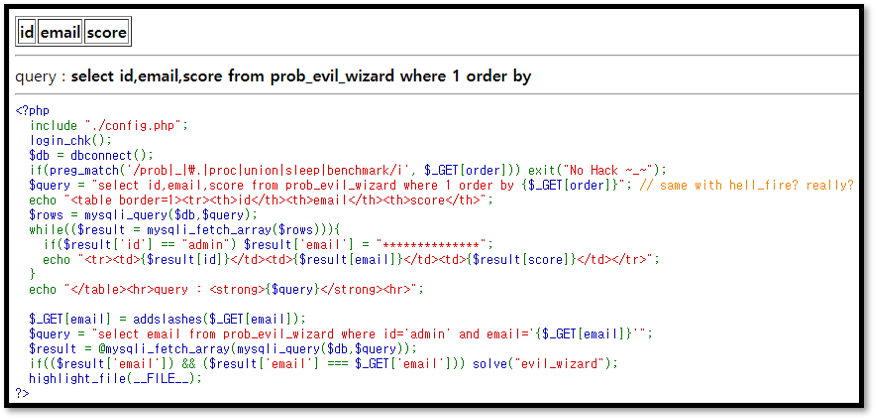 id email score
query : select id,email,score from prob_evil_wizard where 1 order by
<?php
include "./config.php";
login_chk();
$db = dbconnect();
if(preg_match('/prob|_|₩.|proc|union|sleep|benchmark/i', $_GET[order])) exit("No Hack ~_~");
$query = "select id,email,score from prob_evil_wizard where 1 order by {$_GET[order]}"; // same with hell_fire? really?
echo "<table border=1><tr><th>id</th><th>email</th><th>score</th>";
$rows = mysqli_query($db,$query);
while(($result = mysqli_fetch_array($rows))){
if($result['id'] == "admin") $result['email'] = "**************";
echo "<tr><td>{$result[id]}</td><td>{$result[email]}</td><td>{$result[score]}</td></tr>";
}
echo "</table><hr>query : <strong>{$query}</strong><hr>";
$_GET[email] = addslashes($_GET[email]);
$query = "select email from prob_evil_wizard where id='admin' and email='{$_GET[email]}'";
$result = @mysqli_fetch_array(mysqli_query($db,$query));
if(($result['email']) && ($result['email'] === $_GET['email'])) solve("evil_wizard");
highlight_file(__FILE__);
?>